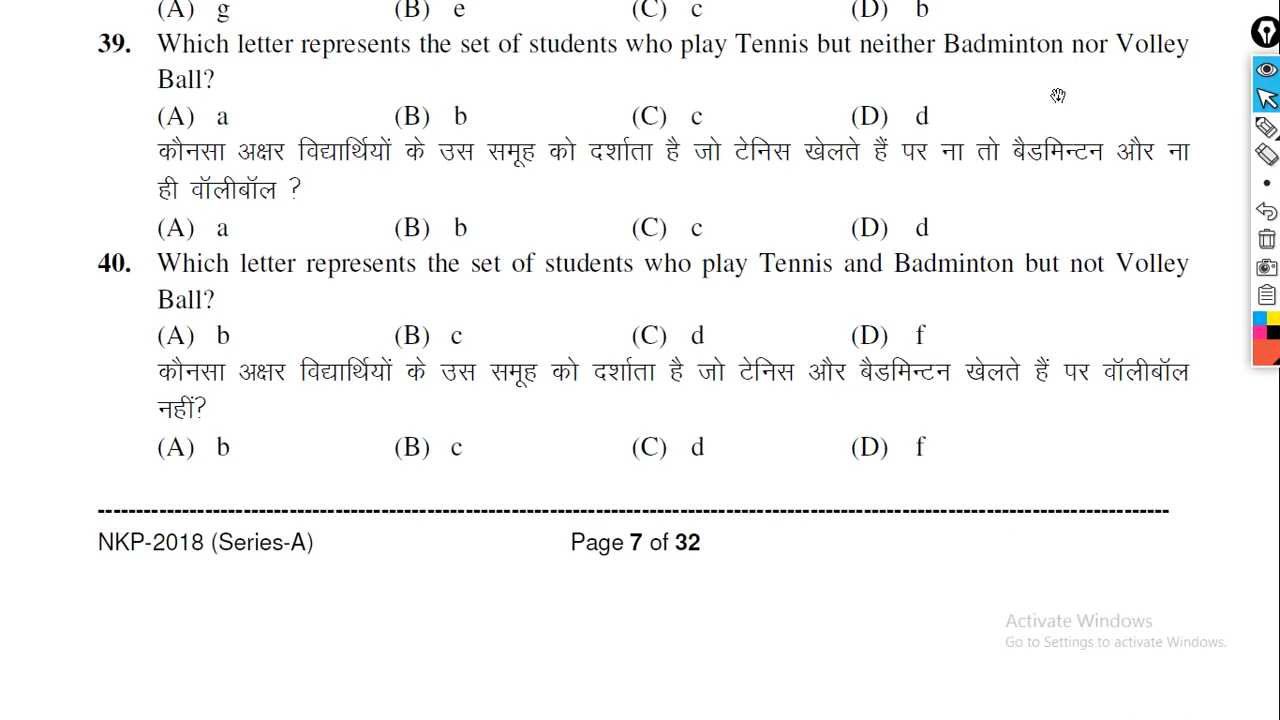 (A) g (B) e (C) c (D) b
39. Which letter represents the set of students who play Tennis but neither Badminton nor Volley
Ball?
(A) a (B) b (C) c (D) d
कौनसा अक्षर विद्यार्थियों के उस समूह को दर्शाता है जो टेनिस खेलते हैं पर ना तो बैडमिन्टन और ना
ही वॉलीबॉल ?
(A) a (B) b (C) c (D) d
40. Which letter represents the set of students who play Tennis and Badminton but not Volley
Ball?
(A) b (B) c (C) d (D) f
कौनसा अक्षर विद्यार्थियों के उस समूह को दर्शाता है जो टेनिस और बैडमिन्टन खेलते हैं पर वॉलीबॉल
नहीं?
(A) b (B) c (C) d (D) f
NKP-2018 (Series-A) Page 7 of 32
Activate Windows
Go to Settings to activate Windows.